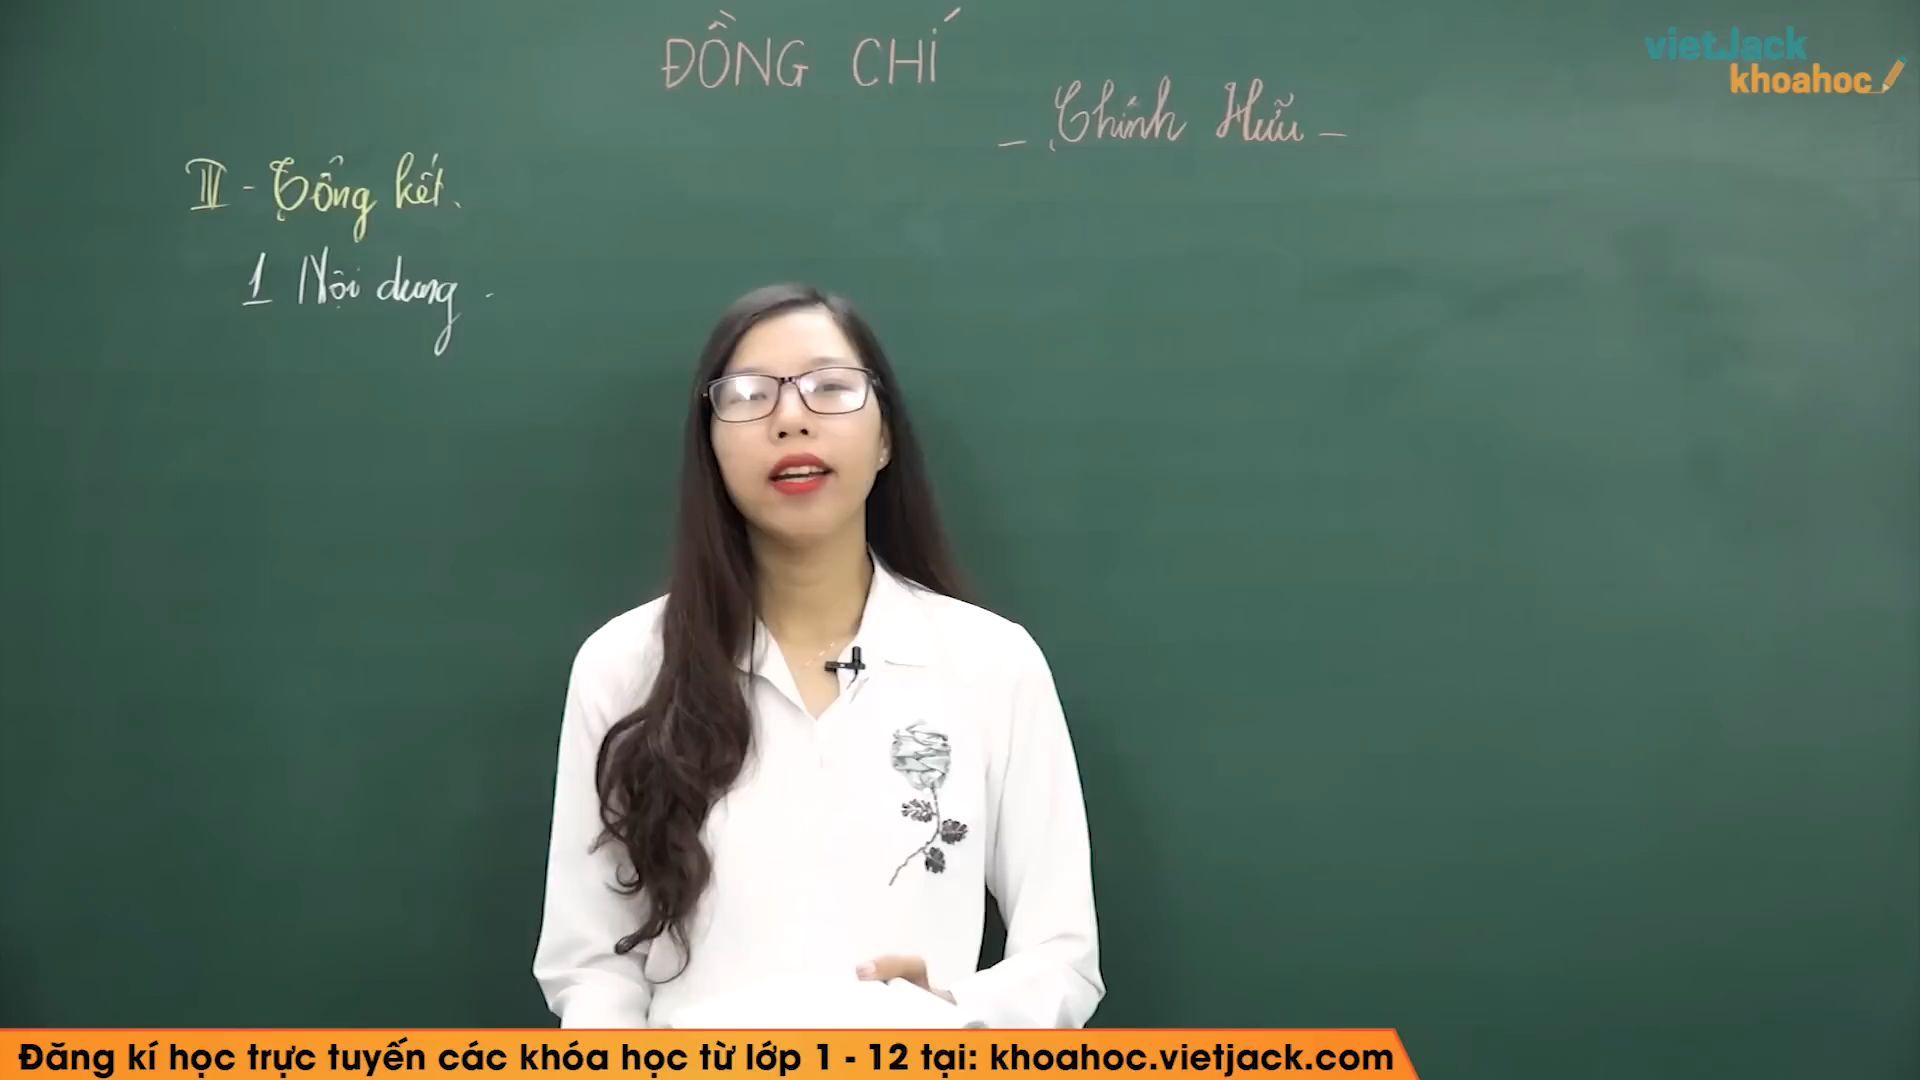 ĐỒNG CHÍ
- Chính Hữu -
vietJack
khoahoc
III - Tổng kết.
1 Nội dung.
Đăng kí học trực tuyến các khóa học từ lớp 1 - 12 tại: khoahoc.vietjack.com